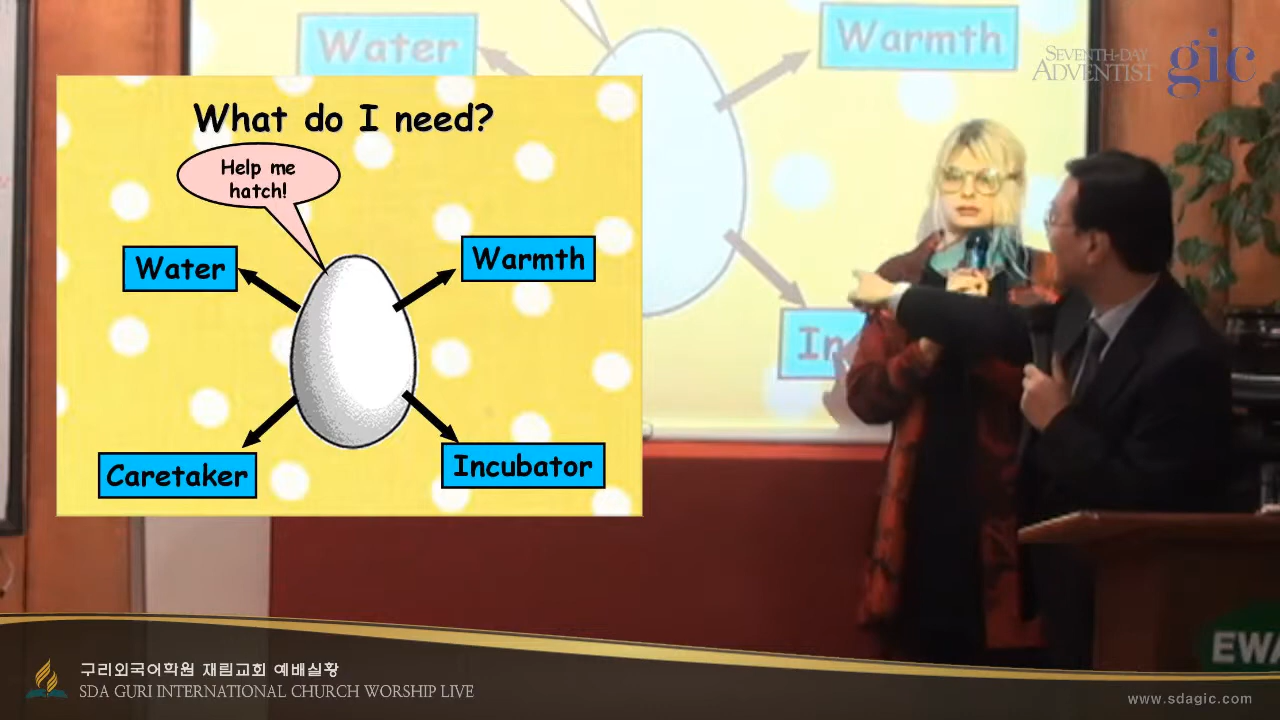 Water
Warmth
SEVENTH-DAY
ADVENTIST
gic
What do I need?
Help me
hatch!
Water
Warmth
In
Caretaker
Incubator
EWA
구리외국어학원 재림교회 예배실황
SDA GURI INTERNATIONAL CHURCH WORSHIP LIVE
www.sdagic.com